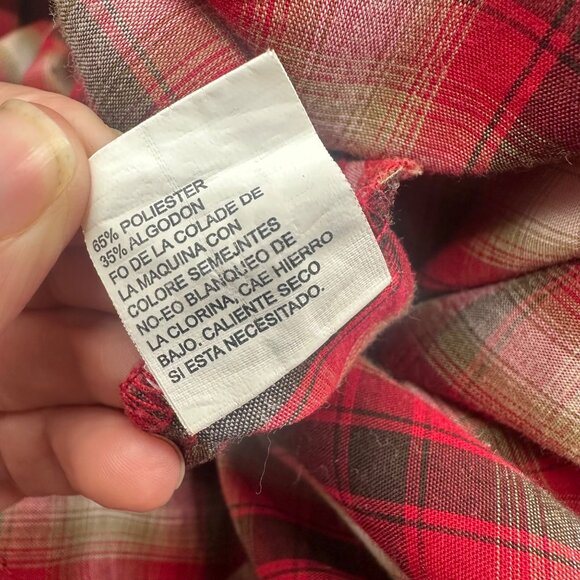 65% POLIESTER
35% ALGODON
FO DE LA COLADE DE
LA MAQUINA CON
COLORE SEMEJNTES
NO-EO BLANQUEO DE
LA CLORINA, CAE HIERRO
BAJO. CALIENTE SECO
SI ESTA NECESITADO.